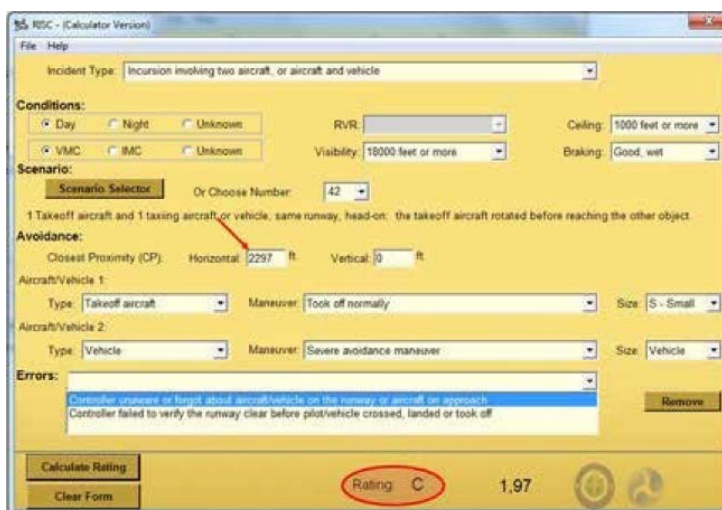 RISC - (Calculator Version)
File Help
Incident Type: Incursion involving two aircraft, or aircraft and vehicle
Conditions:
Day Night Unknown RVR: Ceiling: 1000 feet or more
VMC IMC Unknown Visibility: 18000 feet or more Braking: Good, wet
Scenario:
Scenario Selector Or Choose Number: 42
1 Takeoff aircraft and 1 taxiing aircraft or vehicle, same runway, head-on: the takeoff aircraft rotated before reaching the other object.
Avoidance:
Closest Proximity (CP): Horizontal: 2297 ft. Vertical: 0 ft.
Aircraft/Vehicle 1:
Type: Takeoff aircraft Maneuver: Took off normally Size: S - Small
Aircraft/Vehicle 2:
Type: Vehicle Maneuver: Severe avoidance maneuver Size: Vehicle
Errors:
Controller unaware or forgot about aircraft/vehicle on the runway or aircraft on approach
Controller failed to verify the runway clear before pilot/vehicle crossed, landed or took off
Remove
Calculate Rating
Rating: C 1,97
Clear Form